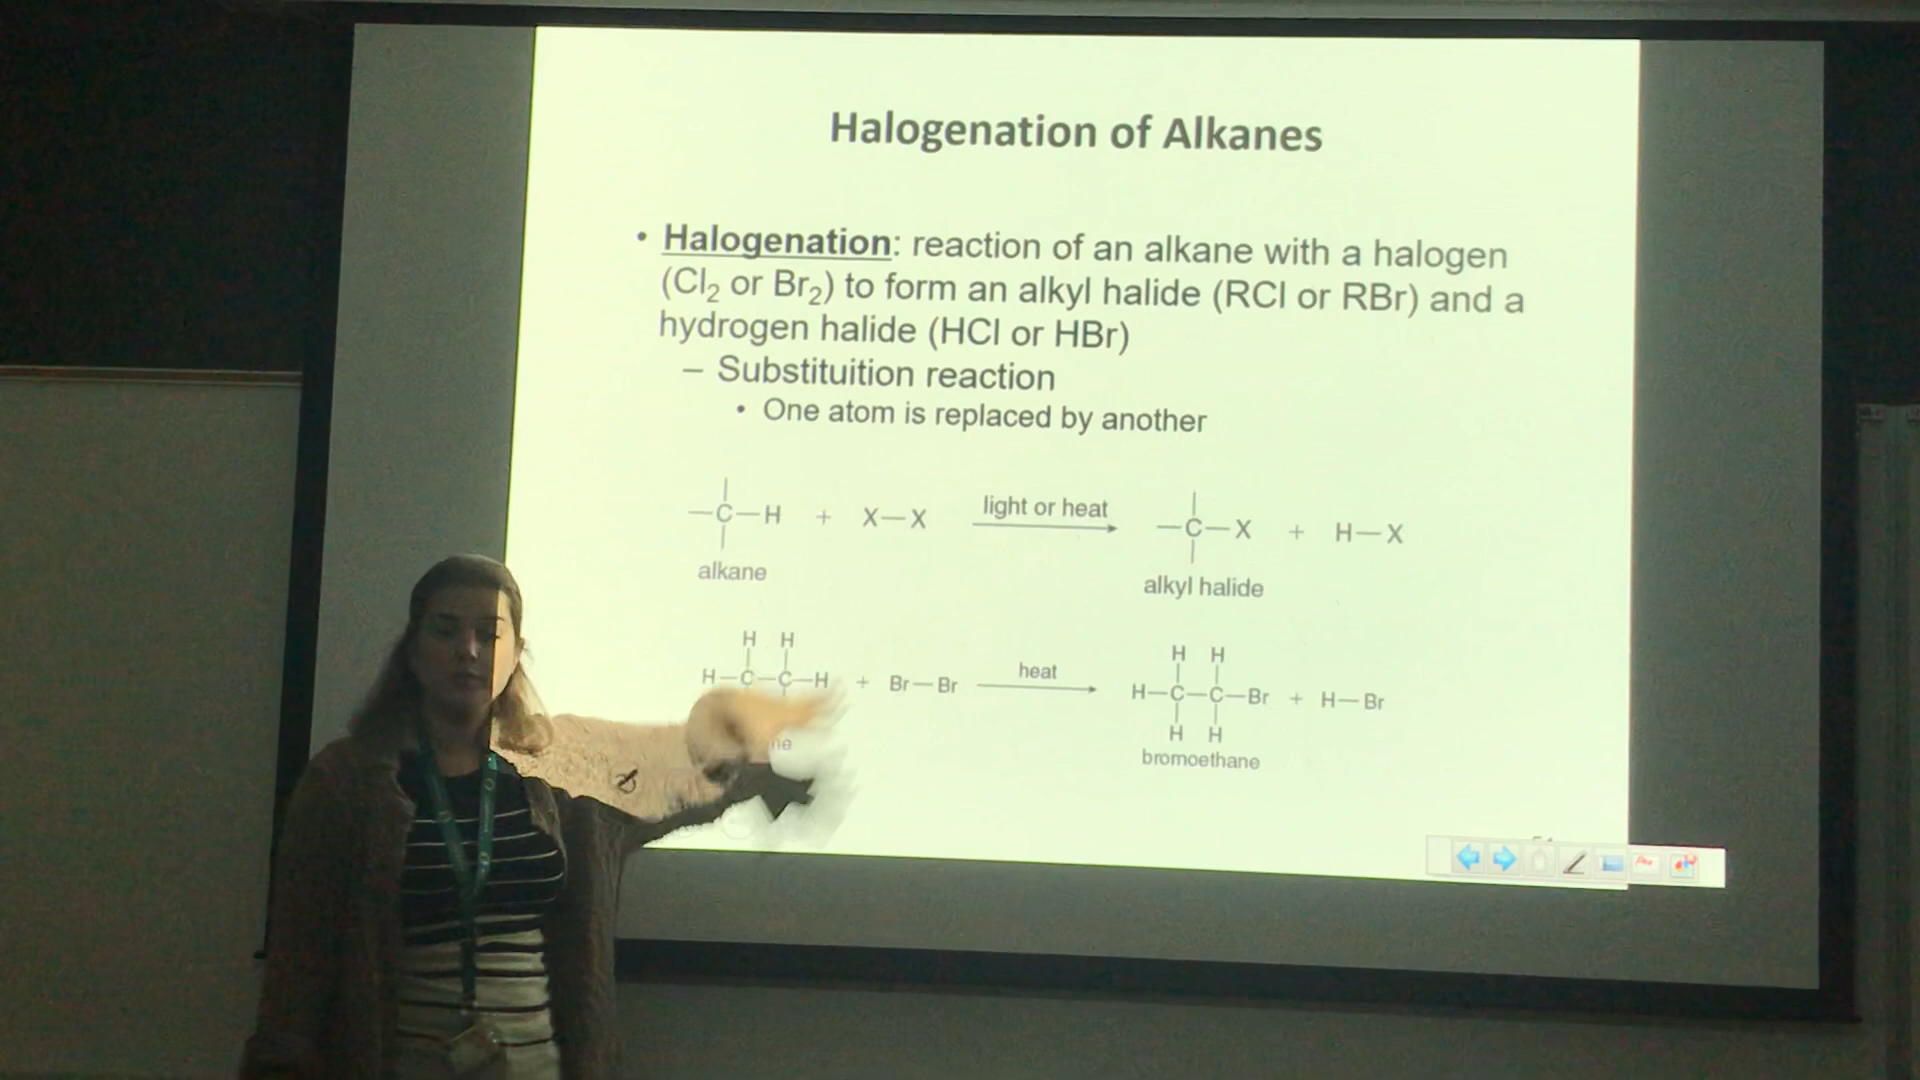 Halogenation of Alkanes
• Halogenation: reaction of an alkane with a halogen
(Cl₂ or Br₂) to form an alkyl halide (RCl or RBr) and a
hydrogen halide (HCl or HBr)
– Substituition reaction
• One atom is replaced by another
—C—H + X—X light or heat —C—X + H—X
alkane alkyl halide
H H H H
H—C—C—H + Br—Br heat H—C—C—Br + H—Br
H H
bromoethane